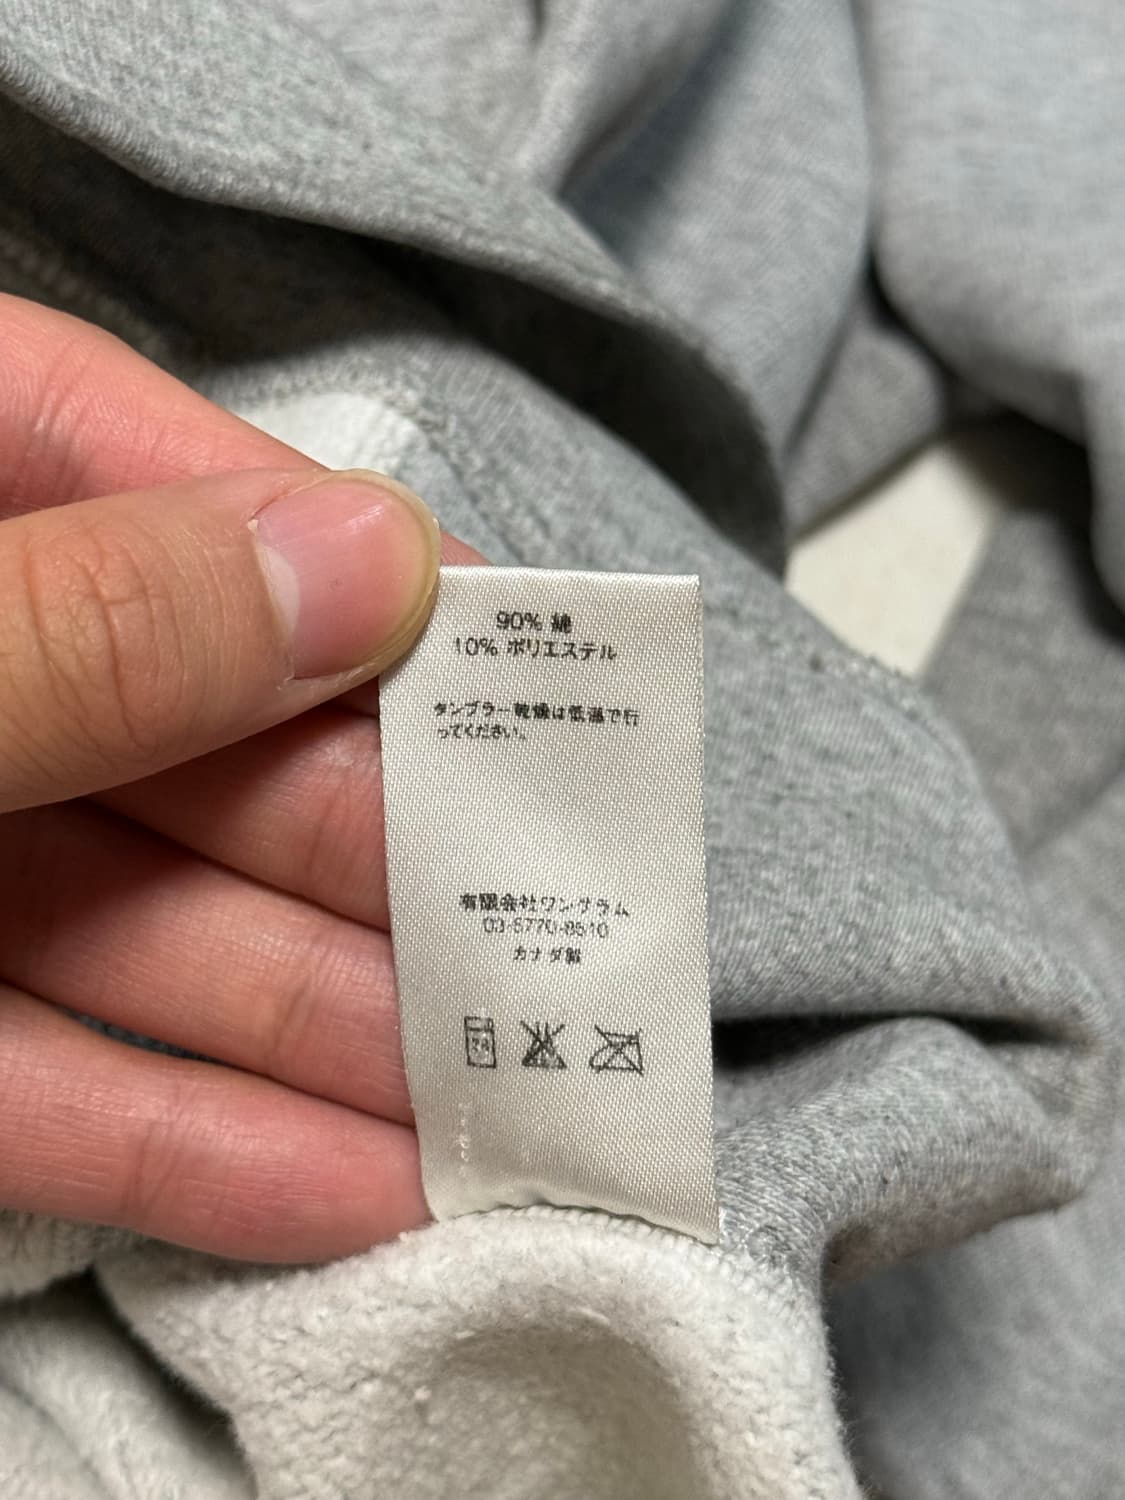 90% 綿
10% ポリエステル
タンブラー乾燥は低温で行
ってください。
有限会社ワングラム
03-5770-8510
カナダ製